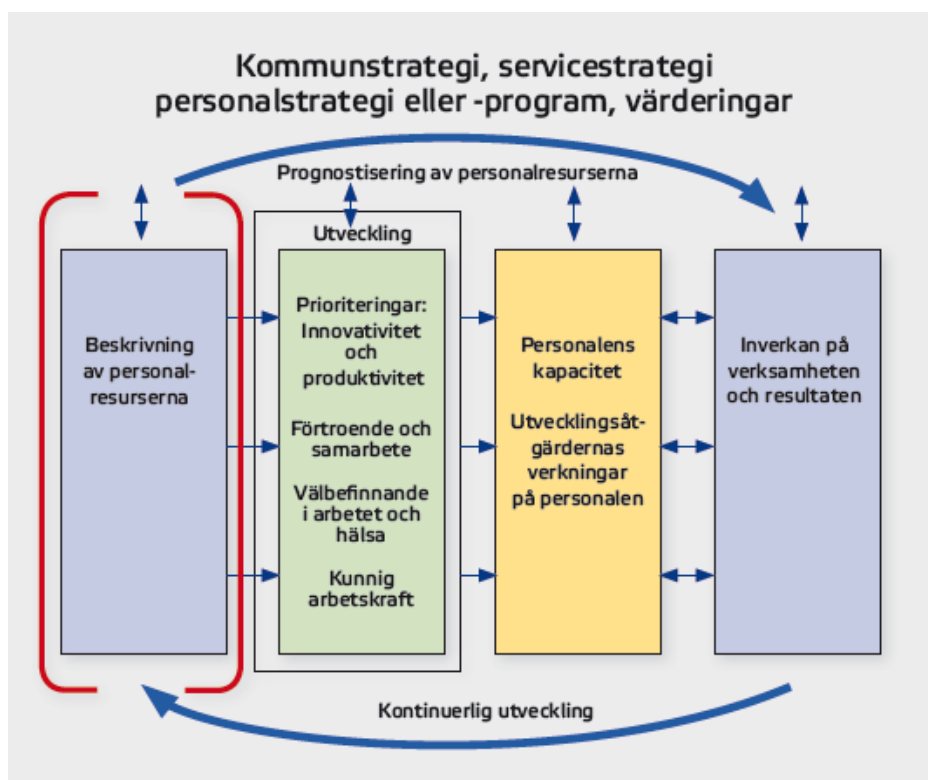 Kommunstrategi, servicestrategi
personalstrategi eller -program, värderingar
Prognostisering av personalresurserna
Beskrivning
av personal-
resurserna
Utveckling
Prioriteringar:
Innovativitet
och
produktivitet
Förtroende och
samarbete
Välbefinnande
i arbetet och
hälsa
Kunnig
arbetskraft
Personalens
kapacitet
Utvecklingsåt-
gärdernas
verkningar
på personalen
Inverkan på
verksamheten
och resultaten
Kontinuerlig utveckling